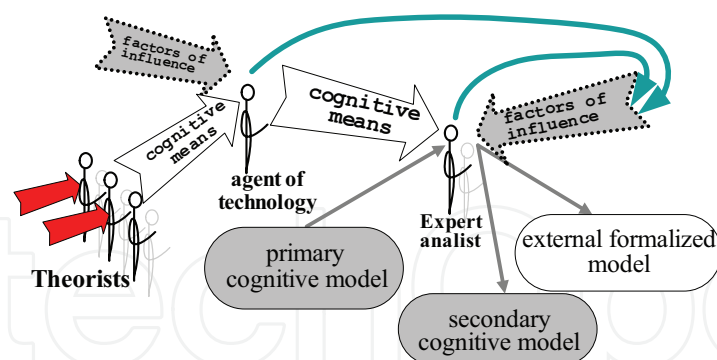 factors of
influence
cognitive
means
cognitive
means
factors of
influence
agent of
technology
Expert
analist
Theorists
primary
cognitive model
external formalized
model
secondary
cognitive model